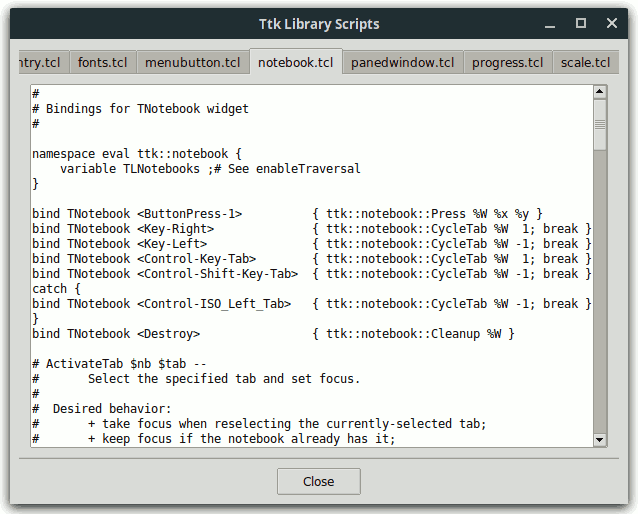 Ttk Library Scripts
ntry.tcl fonts.tcl menubutton.tcl notebook.tcl panedwindow.tcl progress.tcl scale.tcl
#
# Bindings for TNotebook widget
#
namespace eval ttk::notebook {
    variable TLNotebooks ;# See enableTraversal
}
bind TNotebook <ButtonPress-1>          { ttk::notebook::Press %W %x %y }
bind TNotebook <Key-Right>              { ttk::notebook::CycleTab %W  1; break }
bind TNotebook <Key-Left>               { ttk::notebook::CycleTab %W -1; break }
bind TNotebook <Control-Key-Tab>        { ttk::notebook::CycleTab %W  1; break }
bind TNotebook <Control-Shift-Key-Tab>  { ttk::notebook::CycleTab %W -1; break }
catch {
bind TNotebook <Control-ISO_Left_Tab>   { ttk::notebook::CycleTab %W -1; break }
}
bind TNotebook <Destroy>                { ttk::notebook::Cleanup %W }
# ActivateTab $nb $tab --
#       Select the specified tab and set focus.
#
#  Desired behavior:
#       + take focus when reselecting the currently-selected tab;
#       + keep focus if the notebook already has it;
Close